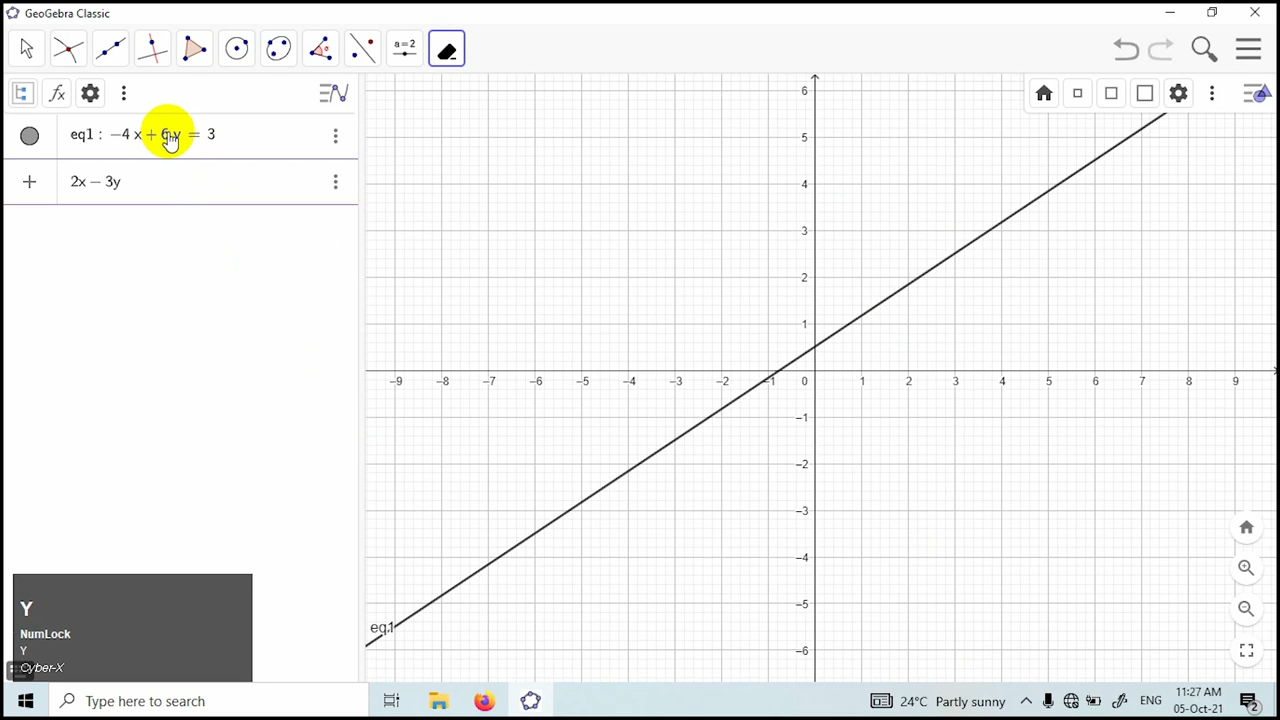 GeoGebra Classic
a=2
fx
eq1 : −4 x + 6 y = 3
2x − 3y
6
5
4
3
2
1
−9 −8 −7 −6 −5 −4 −3 −2 −1 0 1 2 3 4 5 6 7 8 9
−1
−2
−3
−4
−5
−6
eq1
Y
NumLock
Y
Cyber-X
Type here to search
24°C Partly sunny
ENG
11:27 AM
05-Oct-21
2